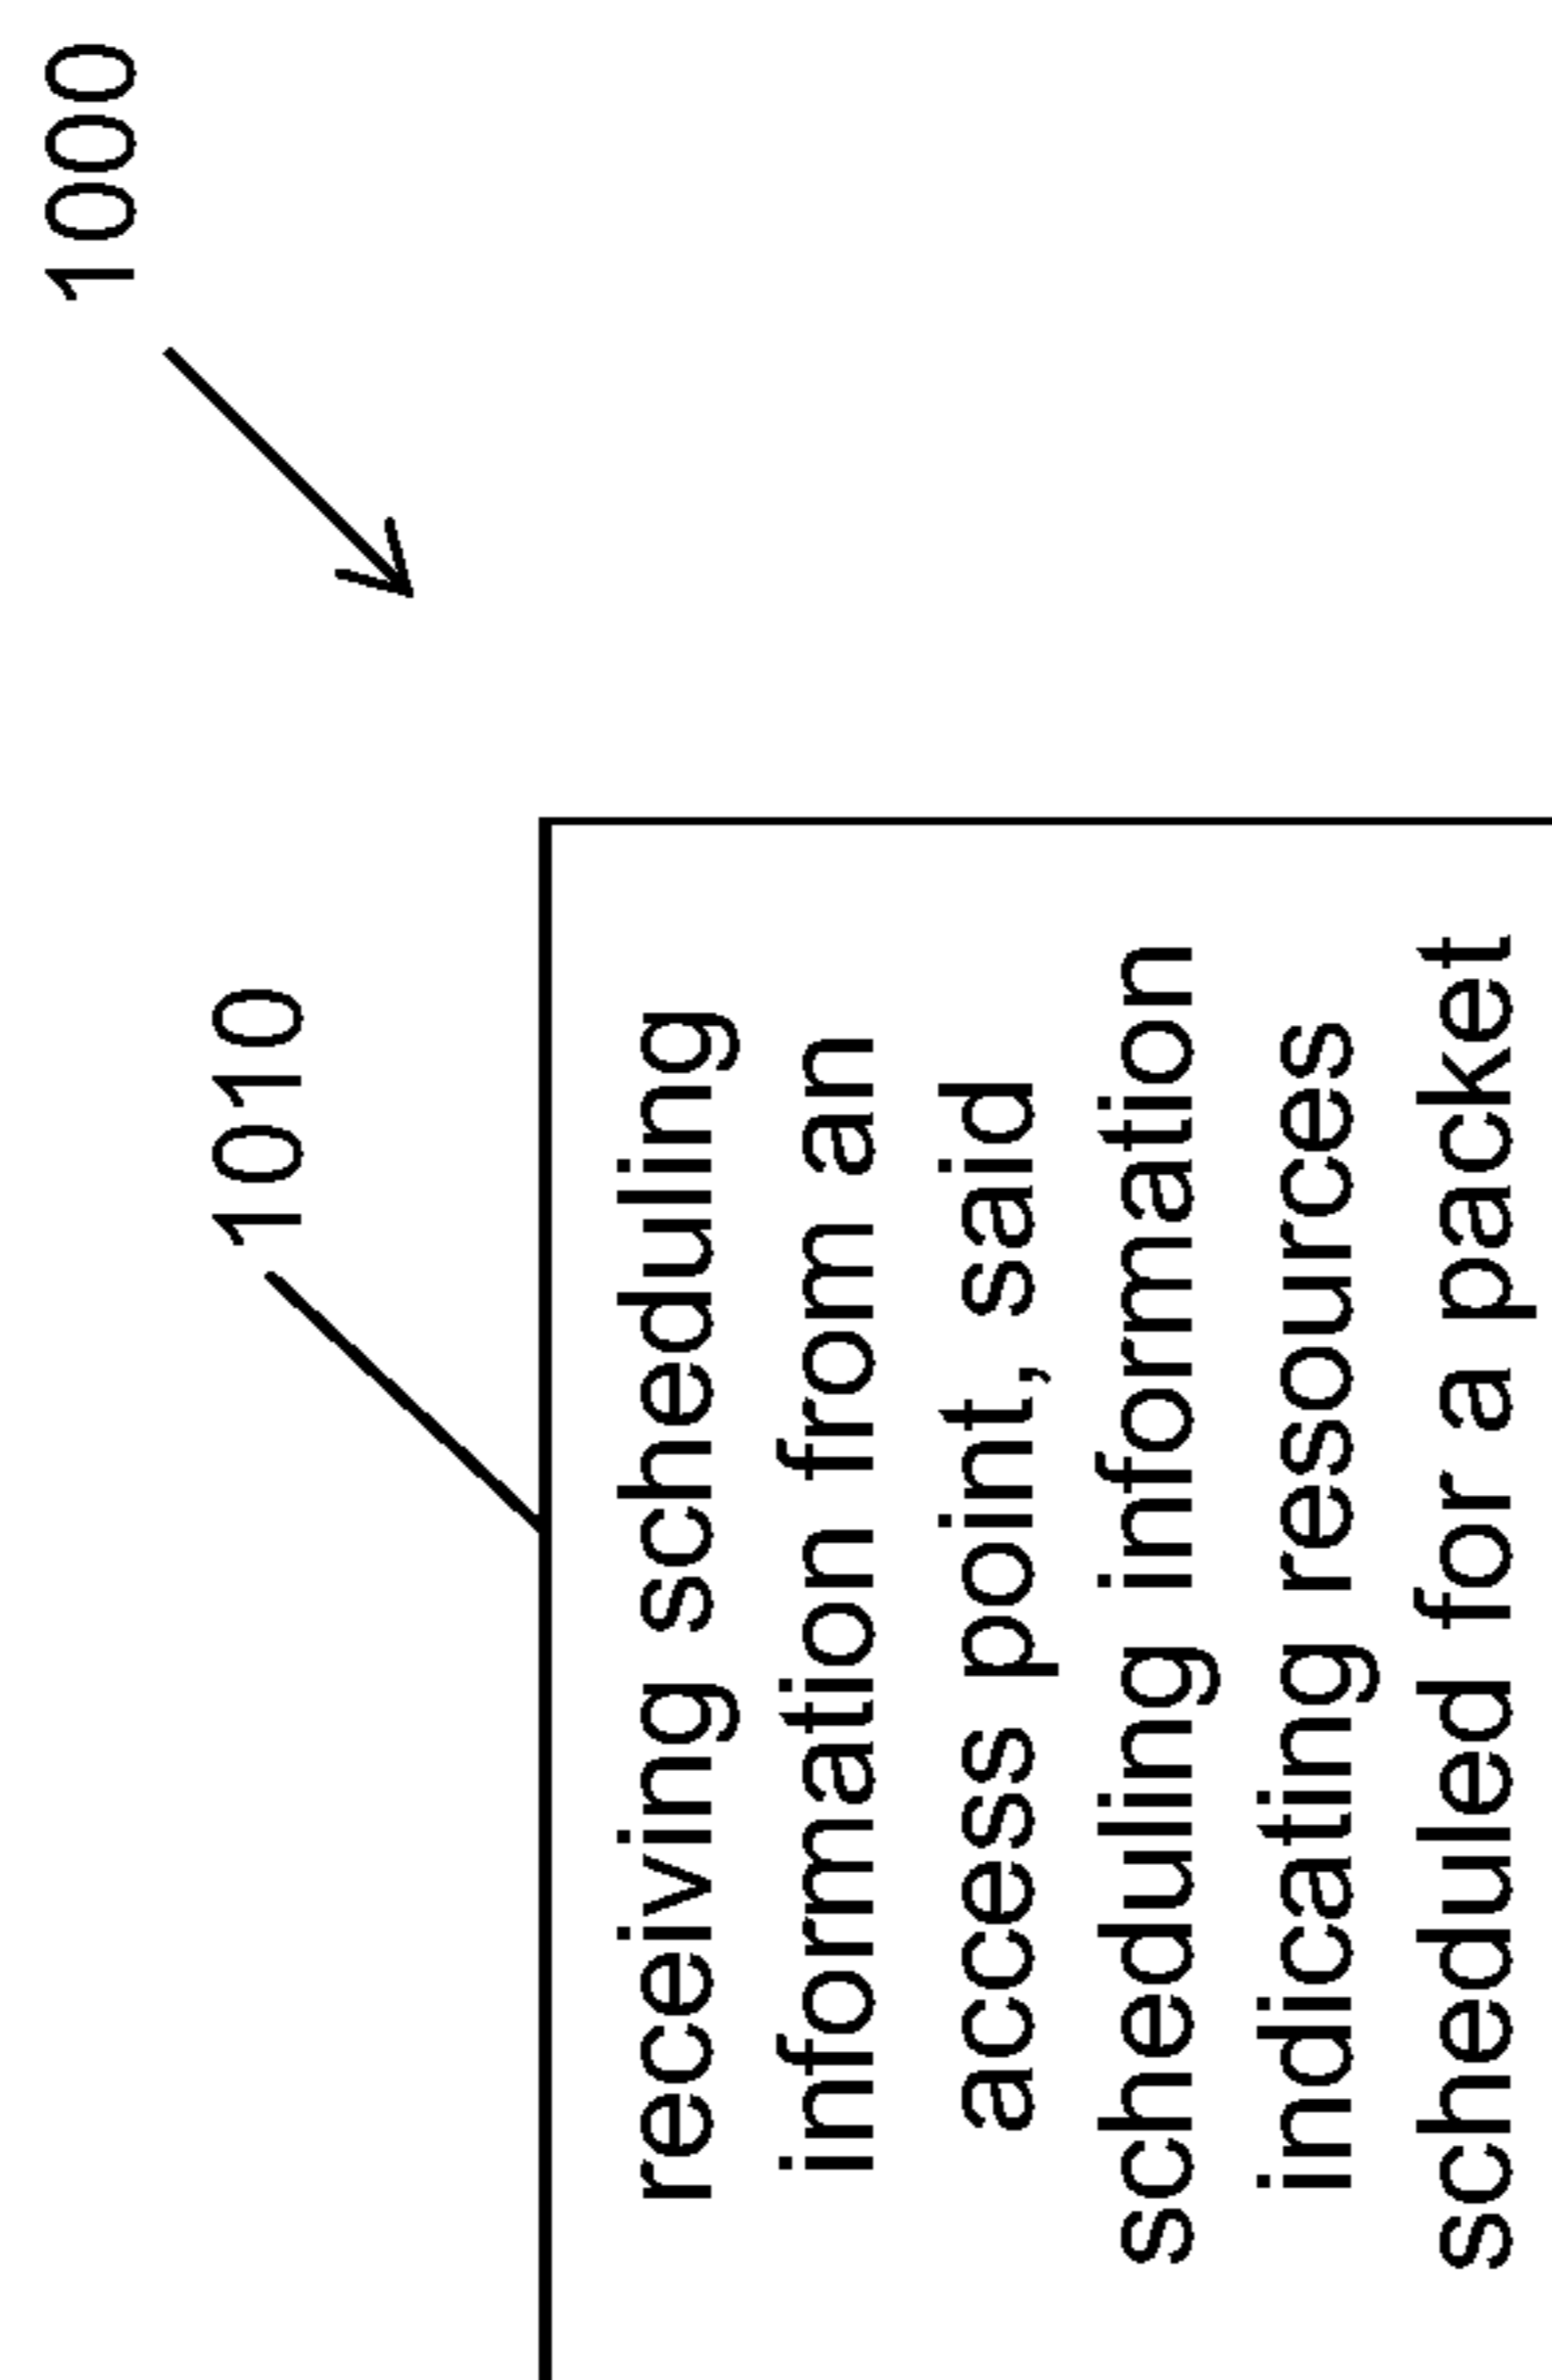 1000
1010
receiving scheduling
information from an
access point, said
scheduling information
indicating resources
scheduled for a packet